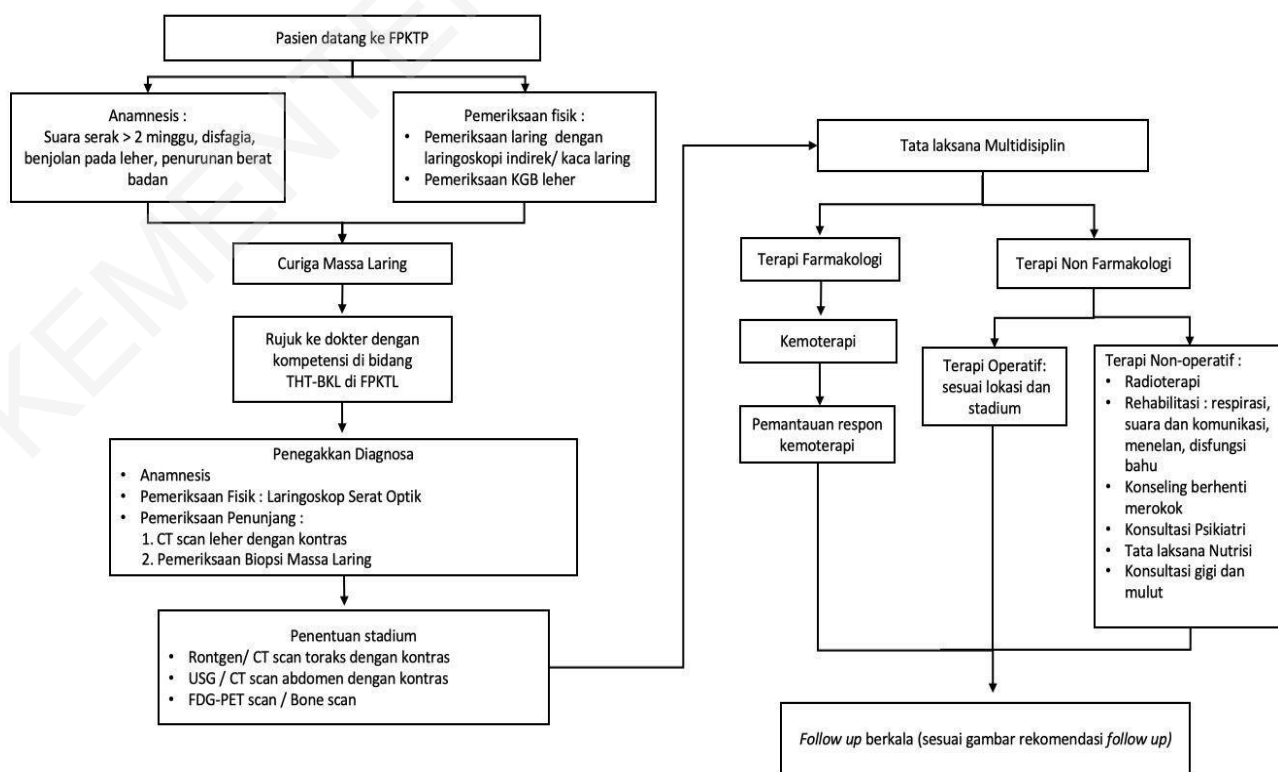 KEMENTE
Pasien datang ke FPKTP
Anamnesis :
Suara serak > 2 minggu, disfagia,
benjolan pada leher, penurunan berat
badan
Pemeriksaan fisik :
• Pemeriksaan laring dengan
laringoskopi indirek/ kaca laring
• Pemeriksaan KGB leher
Curiga Massa Laring
Rujuk ke dokter dengan
kompetensi di bidang
THT-BKL di FPKTL
Penegakkan Diagnosa
• Anamnesis
• Pemeriksaan Fisik : Laringoskop Serat Optik
• Pemeriksaan Penunjang :
1. CT scan leher dengan kontras
2. Pemeriksaan Biopsi Massa Laring
Penentuan stadium
• Rontgen/ CT scan toraks dengan kontras
• USG / CT scan abdomen dengan kontras
• FDG-PET scan / Bone scan
Tata laksana Multidisiplin
Terapi Farmakologi
Kemoterapi
Pemantauan respon
kemoterapi
Terapi Non Farmakologi
Terapi Operatif:
sesuai lokasi dan
stadium
Terapi Non-operatif :
• Radioterapi
• Rehabilitasi : respirasi,
suara dan komunikasi,
menelan, disfungsi
bahu
• Konseling berhenti
merokok
• Konsultasi Psikiatri
• Tata laksana Nutrisi
• Konsultasi gigi dan
mulut
Follow up berkala (sesuai gambar rekomendasi follow up)